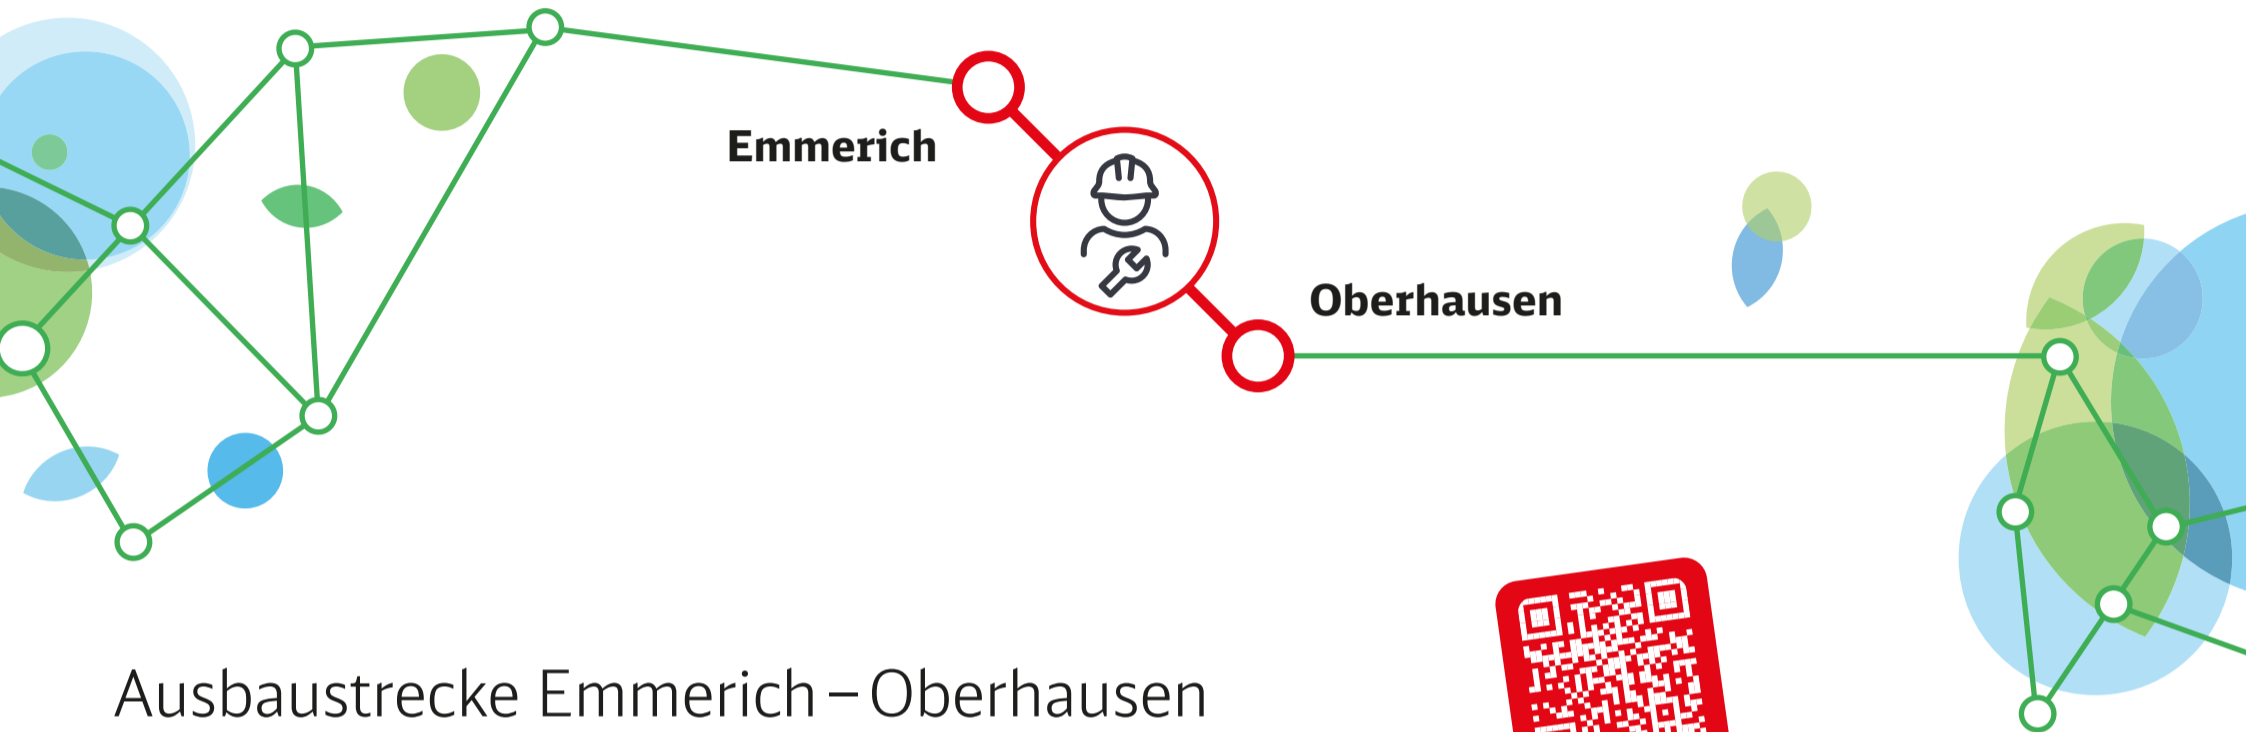 Emmerich
Oberhausen
Ausbaustrecke Emmerich – Oberhausen